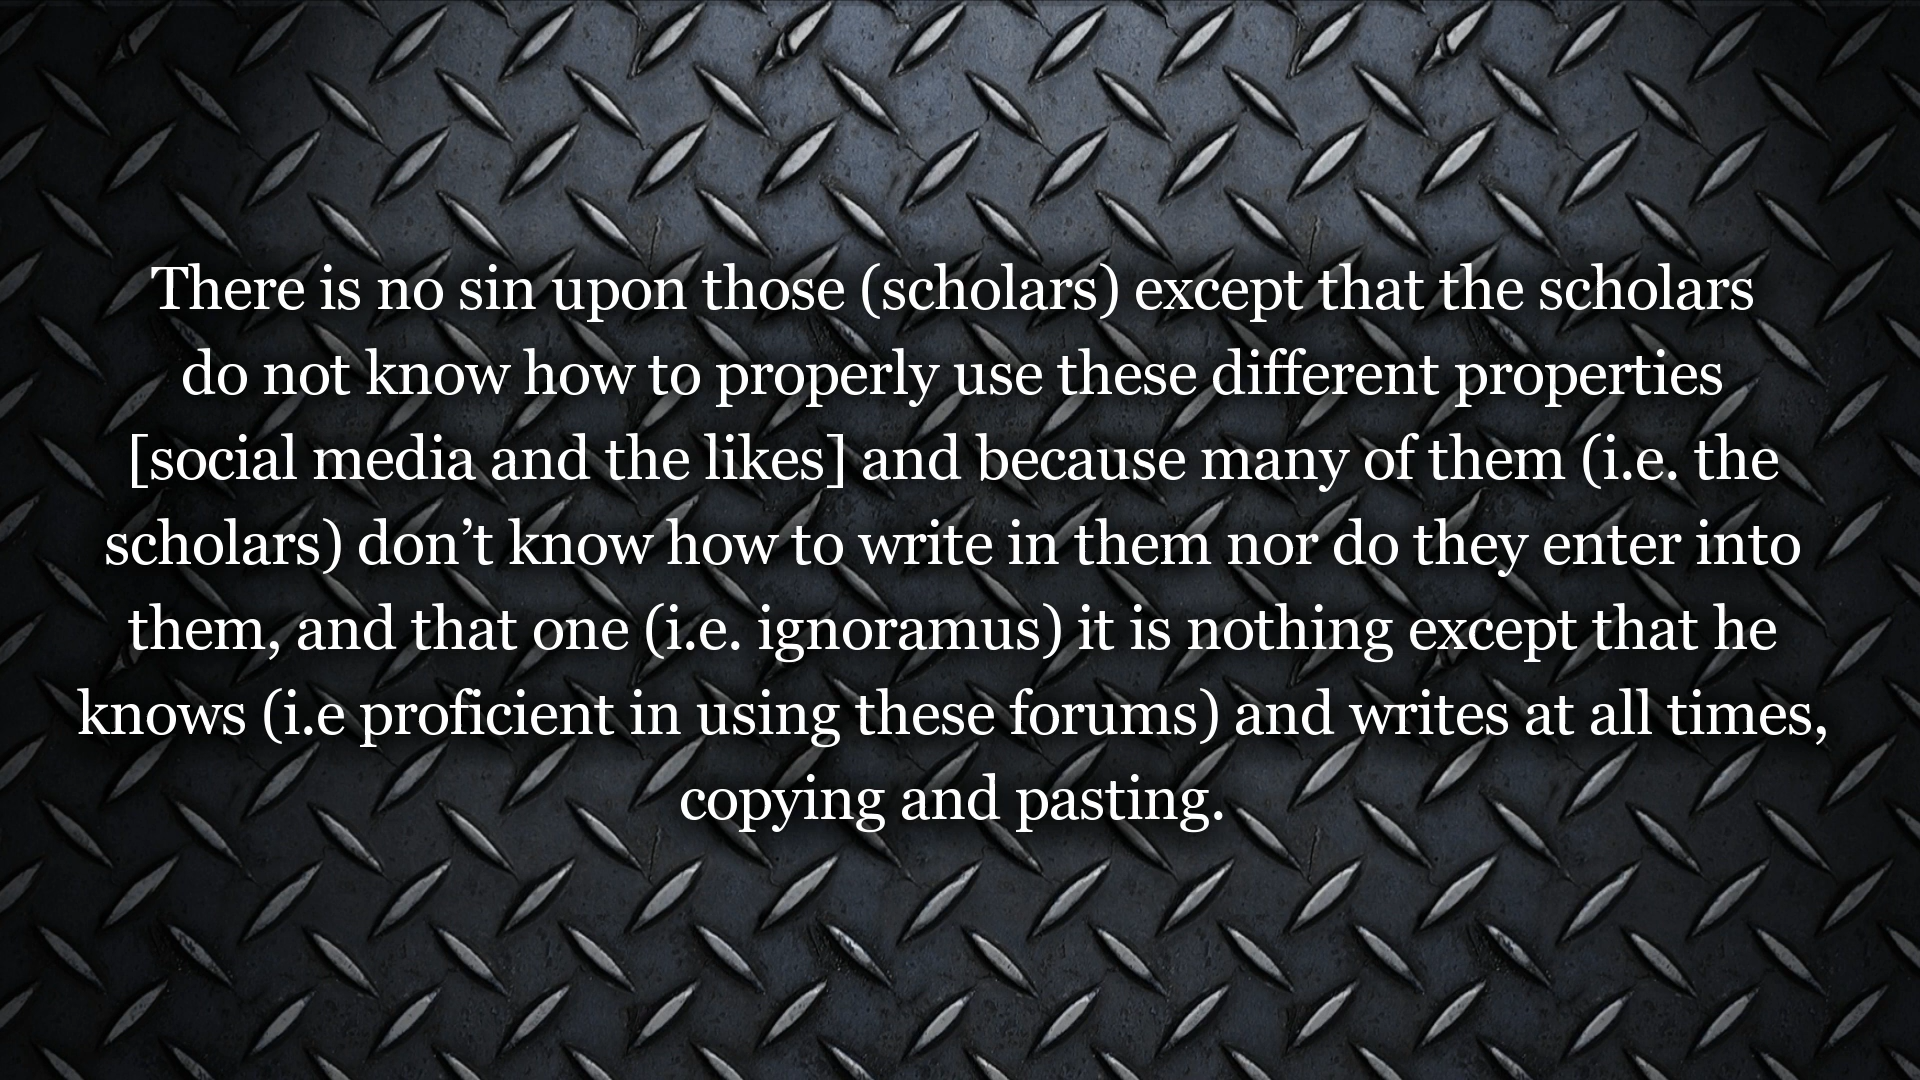 There is no sin upon those (scholars) except that the scholars
do not know how to properly use these different properties
[social media and the likes] and because many of them (i.e. the
scholars) don’t know how to write in them nor do they enter into
them, and that one (i.e. ignoramus) it is nothing except that he
knows (i.e proficient in using these forums) and writes at all times,
copying and pasting.